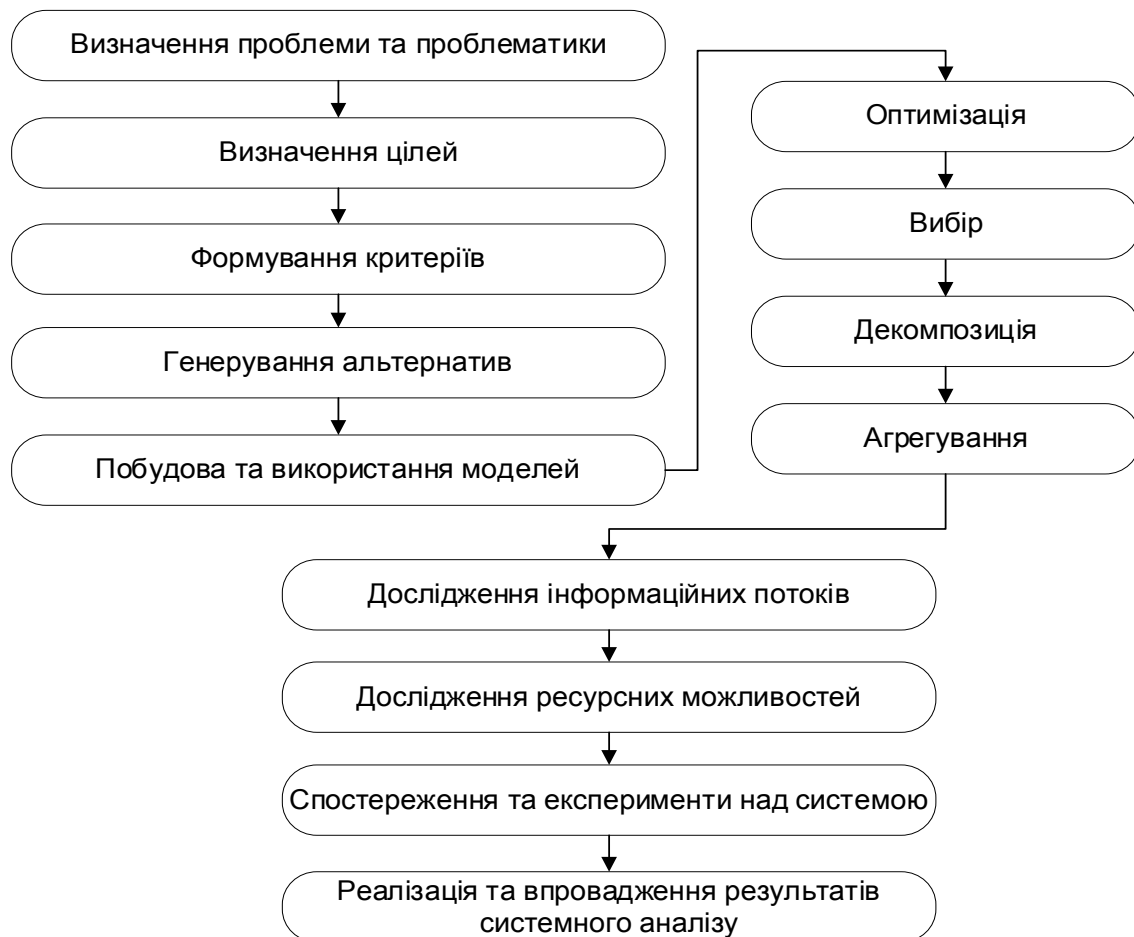 Визначення проблеми та проблематики
Визначення цілей
Формування критеріїв
Генерування альтернатив
Побудова та використання моделей
Оптимізація
Вибір
Декомпозиція
Агрегування
Дослідження інформаційних потоків
Дослідження ресурсних можливостей
Спостереження та експерименти над системою
Реалізація та впровадження результатів
системного аналізу